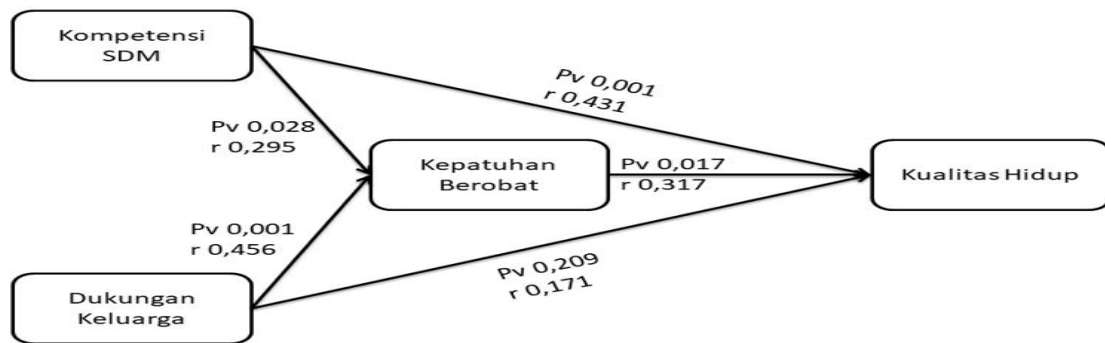 Kompetensi
SDM
Pv 0,001
r 0,431
Pv 0,028
r 0,295
Kepatuhan
Berobat
Pv 0,017
r 0,317
Kualitas Hidup
Pv 0,001
r 0,456
Pv 0,209
r 0,171
Dukungan
Keluarga